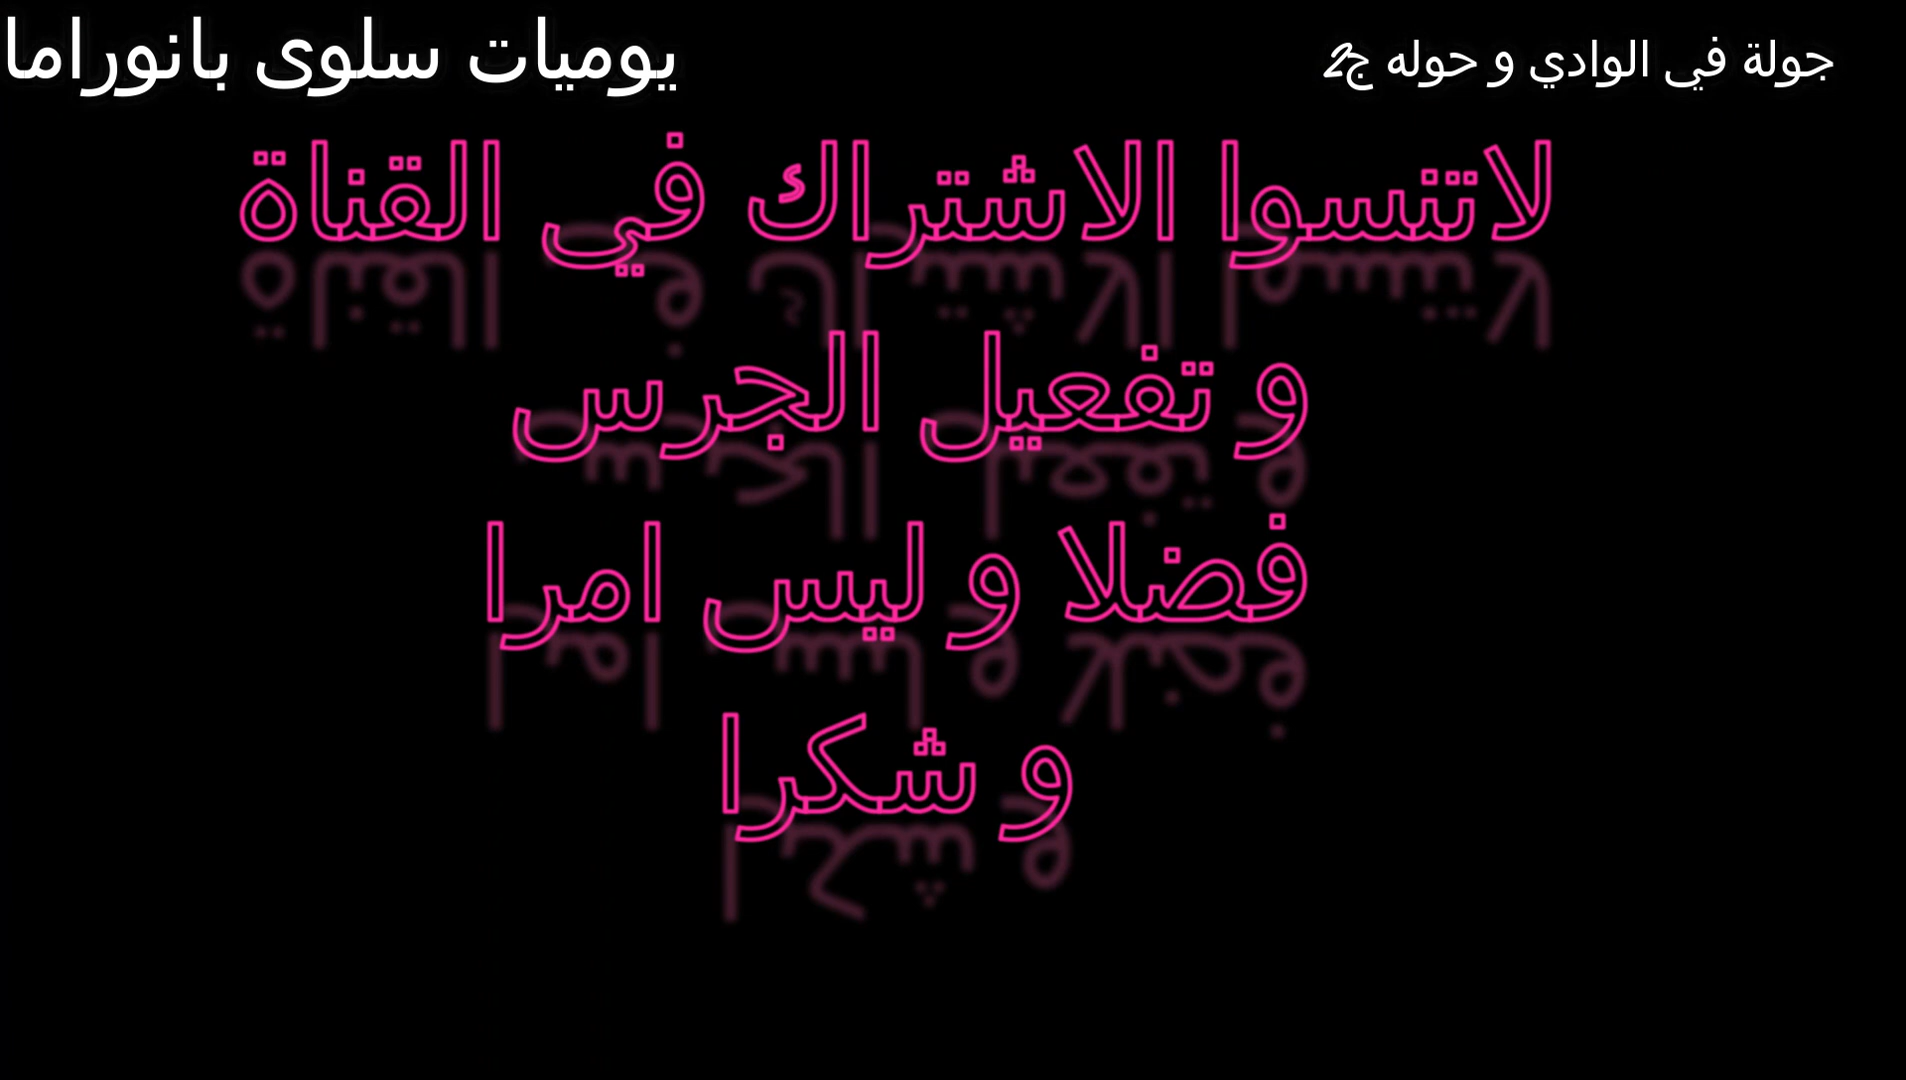 جولة في الوادي و حوله ج2
يوميات سلوى بانوراما
لاتنسوا الاشتراك في القناة
و تفعيل الجرس
فضلا و ليس امرا
و شكرا